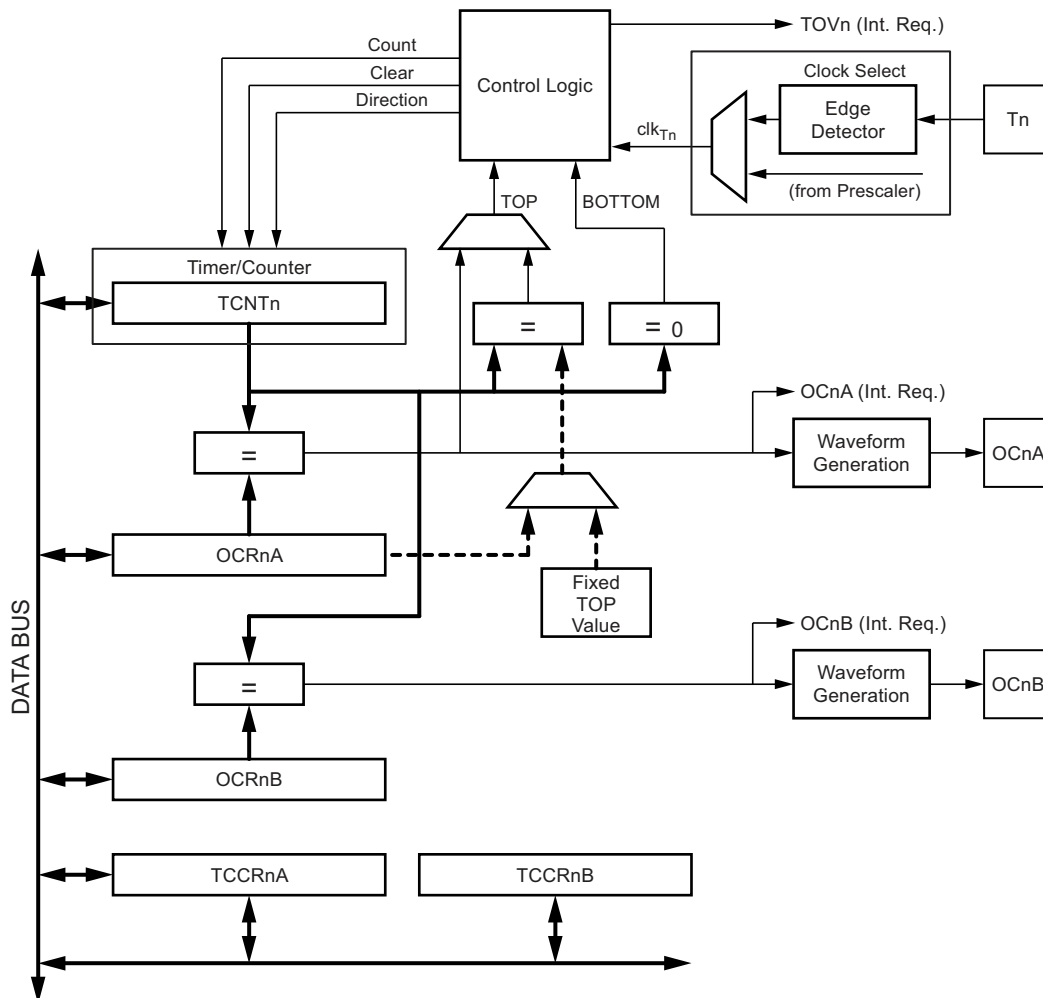 TOVn (Int. Req.)
Count
Clear
Direction
Control Logic
Clock Select
Edge
Detector
Tn
clkTn
(from Prescaler)
TOP
BOTTOM
Timer/Counter
TCNTn
=
= 0
OCnA (Int. Req.)
=
Waveform
Generation
OCnA
OCRnA
Fixed
TOP
Value
DATA BUS
OCnB (Int. Req.)
=
Waveform
Generation
OCnB
OCRnB
TCCRnA
TCCRnB